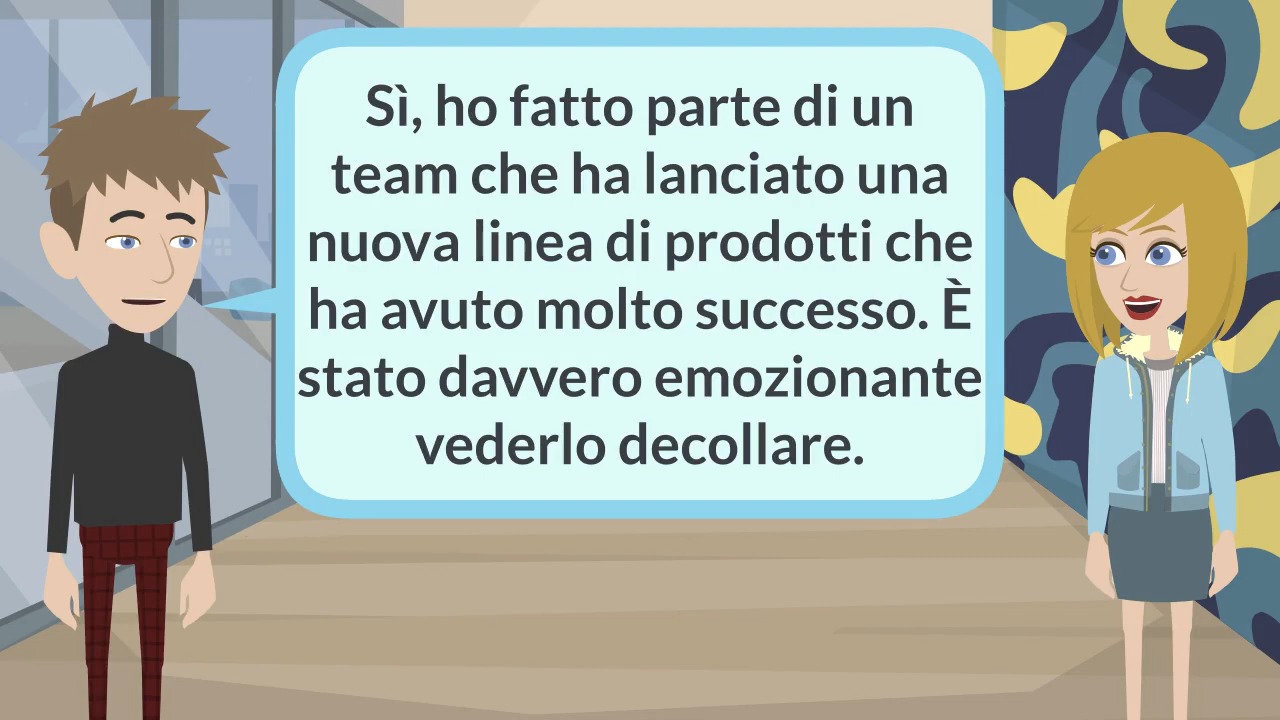 Sì, ho fatto parte di un
team che ha lanciato una
nuova linea di prodotti che
ha avuto molto successo. È
stato davvero emozionante
vederlo decollare.